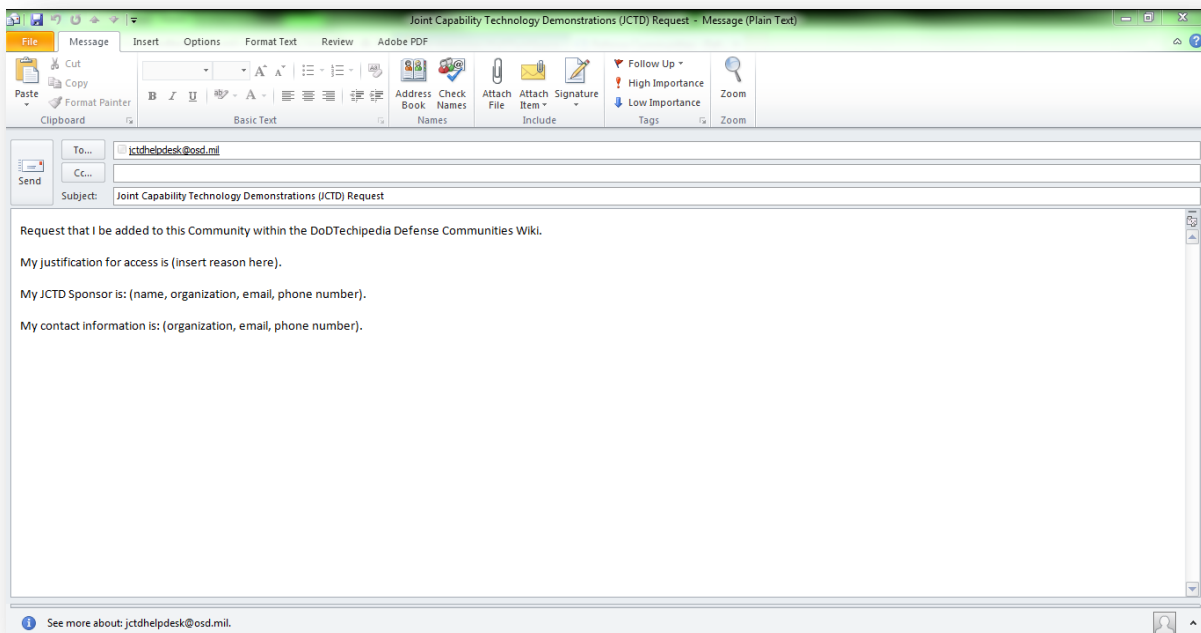 Joint Capability Technology Demonstrations (JCTD) Request - Message (Plain Text)
File Message Insert Options Format Text Review Adobe PDF
Cut
Copy
Format Painter
Paste
B I U A
Address Book
Check Names
Attach File
Attach Item
Signature
Follow Up
High Importance
Low Importance
Zoom
Clipboard Basic Text Names Include Tags Zoom
Send
To... jctdhelpdesk@osd.mil
Cc...
Subject: Joint Capability Technology Demonstrations (JCTD) Request
Request that I be added to this Community within the DoDTechipedia Defense Communities Wiki.
My justification for access is (insert reason here).
My JCTD Sponsor is: (name, organization, email, phone number).
My contact information is: (organization, email, phone number).
See more about: jctdhelpdesk@osd.mil.